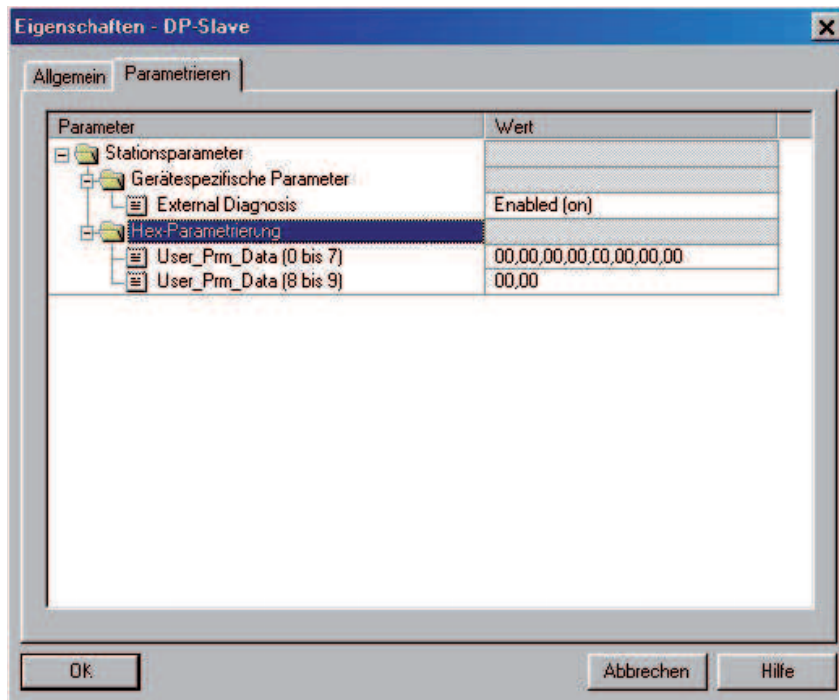 Eigenschaften - DP-Slave
Allgemein Parametrieren
Parameter Wert
Stationsparameter
Gerätespezifische Parameter
External Diagnosis Enabled (on)
Hex-Parametrierung
User_Prm_Data (0 bis 7) 00,00,00,00,00,00,00,00
User_Prm_Data (8 bis 9) 00,00
OK Abbrechen Hilfe